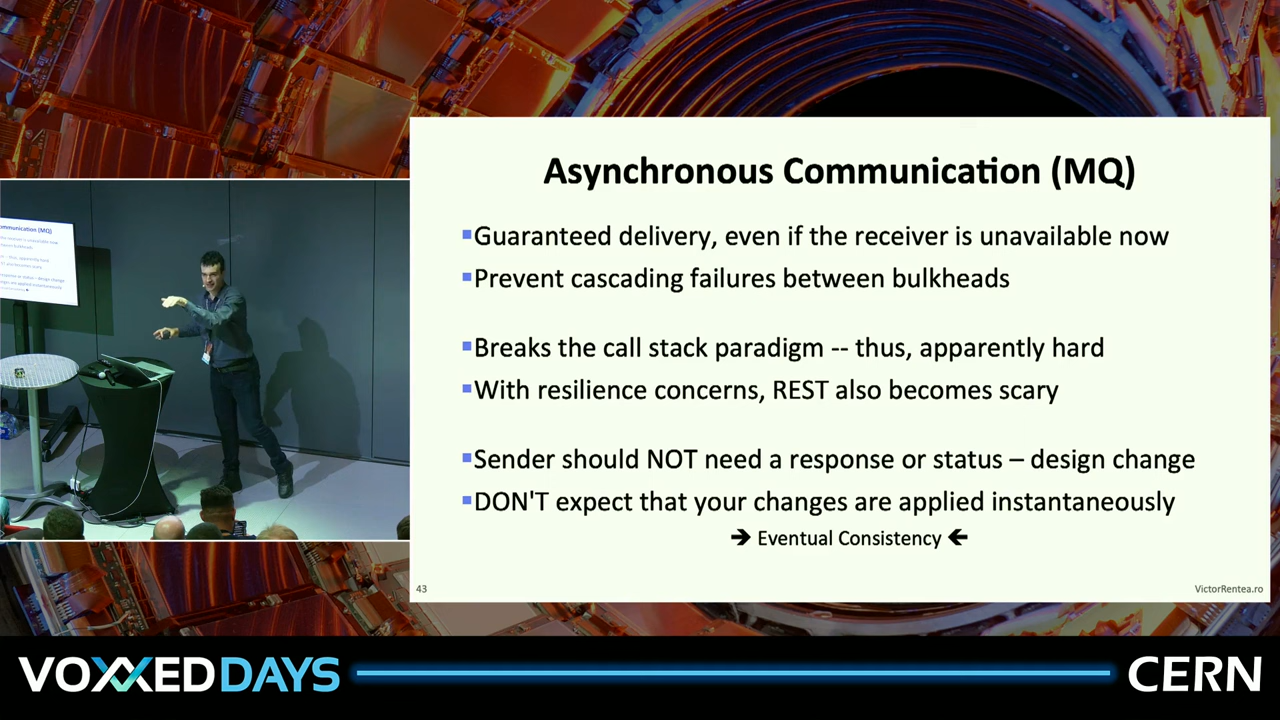 Asynchronous Communication (MQ)
▪Guaranteed delivery, even if the receiver is unavailable now
▪Prevent cascading failures between bulkheads
▪Breaks the call stack paradigm -- thus, apparently hard
▪With resilience concerns, REST also becomes scary
▪Sender should NOT need a response or status – design change
▪DON'T expect that your changes are applied instantaneously
➔ Eventual Consistency 🡰
43
VictorRentea.ro
VOXXED DAYS
CERN